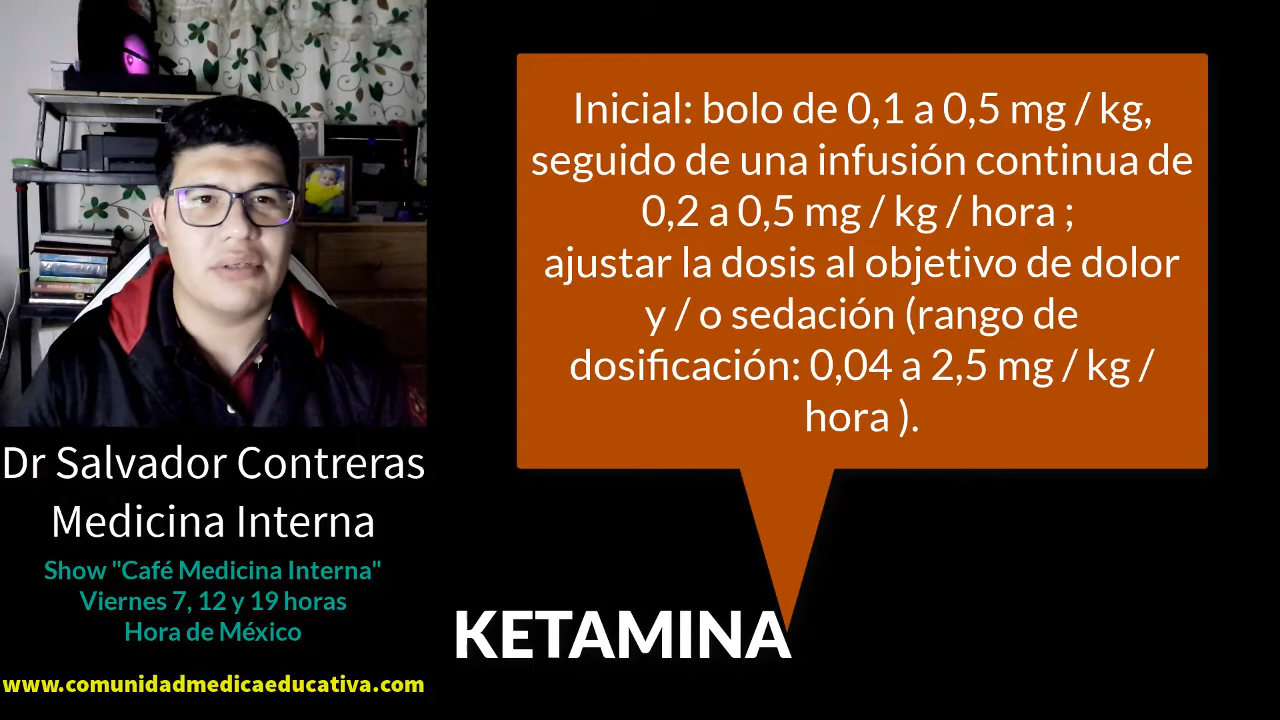 Inicial: bolo de 0,1 a 0,5 mg / kg,
seguido de una infusión continua de
0,2 a 0,5 mg / kg / hora ;
ajustar la dosis al objetivo de dolor
y / o sedación (rango de
dosificación: 0,04 a 2,5 mg / kg /
hora ).
KETAMINA
Dr Salvador Contreras
Medicina Interna
Show "Café Medicina Interna"
Viernes 7, 12 y 19 horas
Hora de México
www.comunidadmedicaeducativa.com